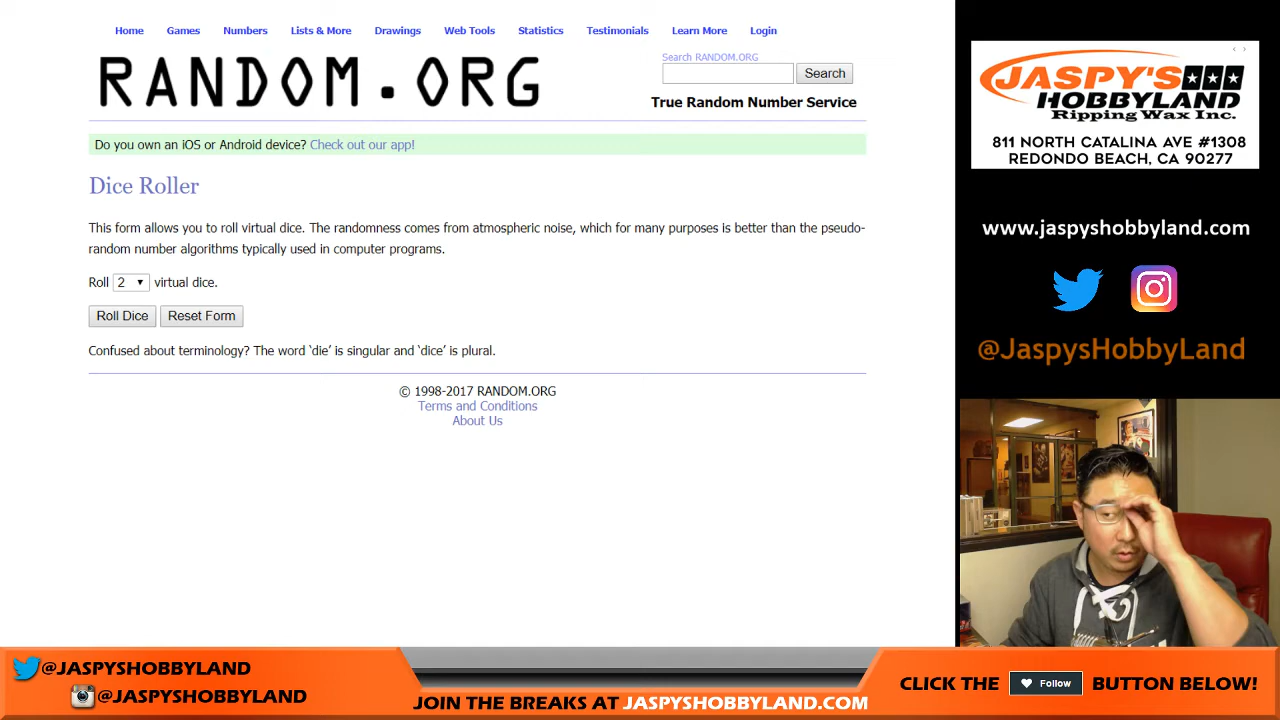 Home Games Numbers Lists & More Drawings Web Tools Statistics Testimonials Learn More Login
RANDOM.ORG
Search RANDOM.ORG
Search
True Random Number Service
Do you own an iOS or Android device? Check out our app!
Dice Roller
This form allows you to roll virtual dice. The randomness comes from atmospheric noise, which for many purposes is better than the pseudo-
random number algorithms typically used in computer programs.
Roll 2 virtual dice.
Roll Dice Reset Form
Confused about terminology? The word ‘die’ is singular and ‘dice’ is plural.
© 1998-2017 RANDOM.ORG
Terms and Conditions
About Us
JASPY'S
HOBBYLAND
Ripping Wax Inc.
811 NORTH CATALINA AVE #1308
REDONDO BEACH, CA 90277
www.jaspyshobbyland.com
@JaspysHobbyLand
@JASPYSHOBBYLAND
@JASPYSHOBBYLAND
JOIN THE BREAKS AT JASPYSHOBBYLAND.COM
CLICK THE Follow BUTTON BELOW!